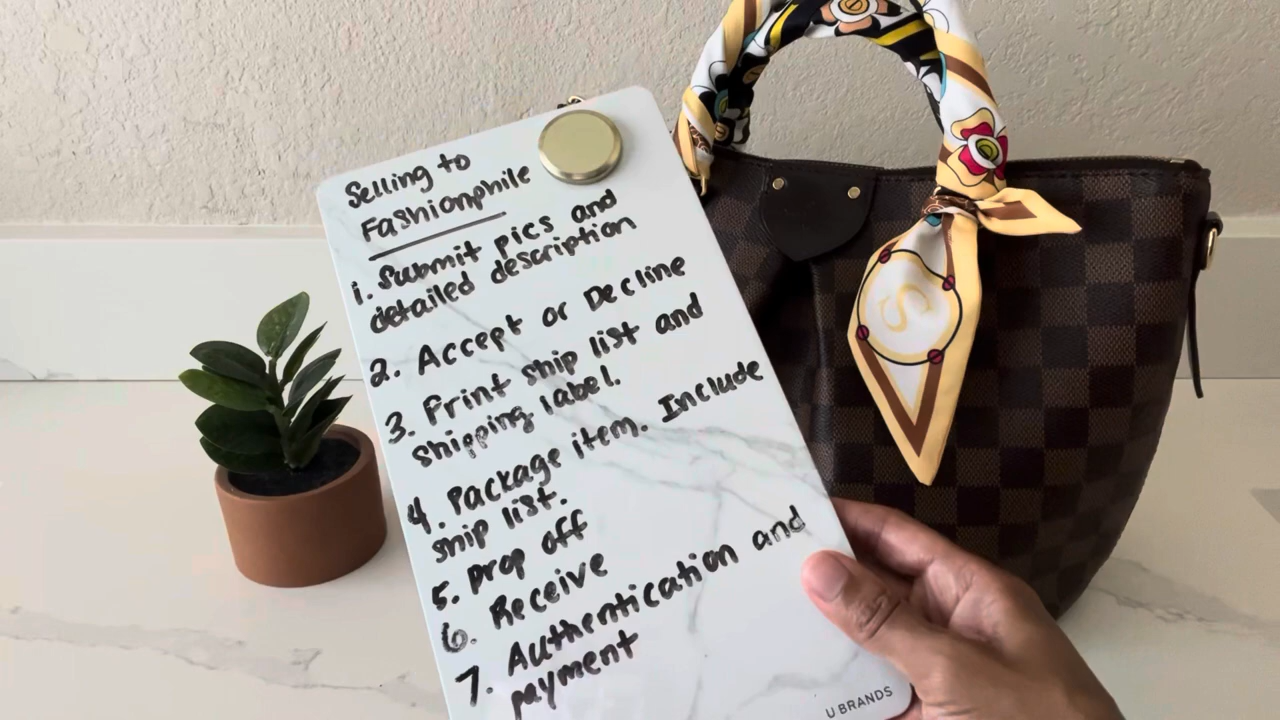 Selling to
Fashionphile
1. Submit pics and
detailed description
2. Accept or Decline
3. Print ship list and
shipping label.
4. Package item. Include
ship list.
5. Drop off
6. Receive
7. Authentication and
payment
U BRANDS